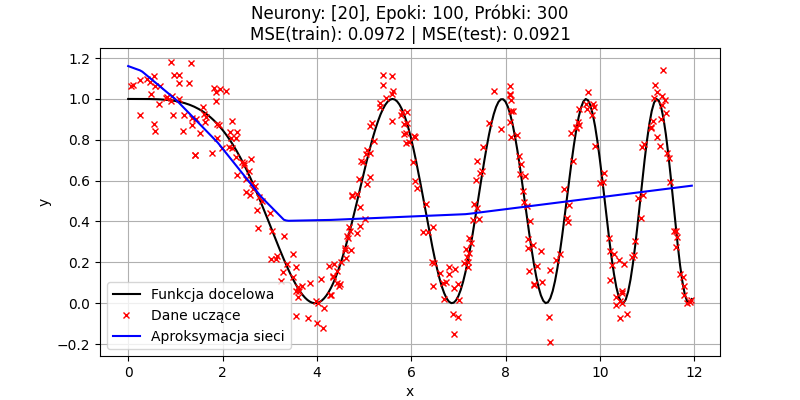 Neurony: [20], Epoki: 100, Próbki: 300
MSE(train): 0.0972 | MSE(test): 0.0921
1.2
1.0
0.8
0.6
0.4
0.2
0.0
−0.2
y
Funkcja docelowa
Dane uczące
Aproksymacja sieci
0 2 4 6 8 10 12
x